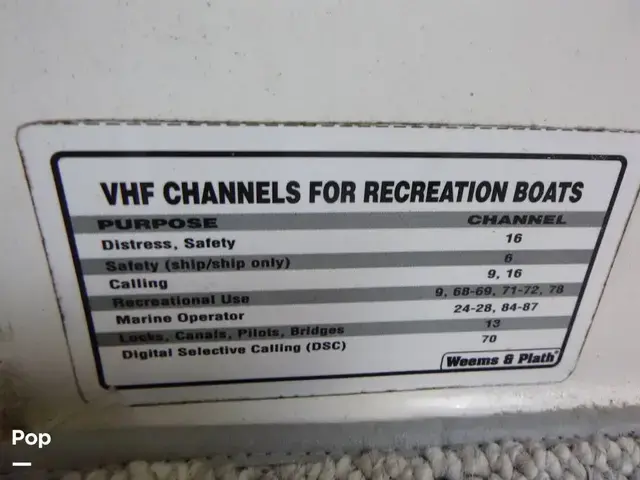 VHF CHANNELS FOR RECREATION BOATS
PURPOSE CHANNEL
Distress, Safety 16
Safety (ship/ship only) 6
Calling 9, 16
Recreational Use 9, 68-69, 71-72, 78
Marine Operator 24-28, 84-87
Locks, Canals, Pilots, Bridges 13
Digital Selective Calling (DSC) 70
Weems & Plath®
Pop